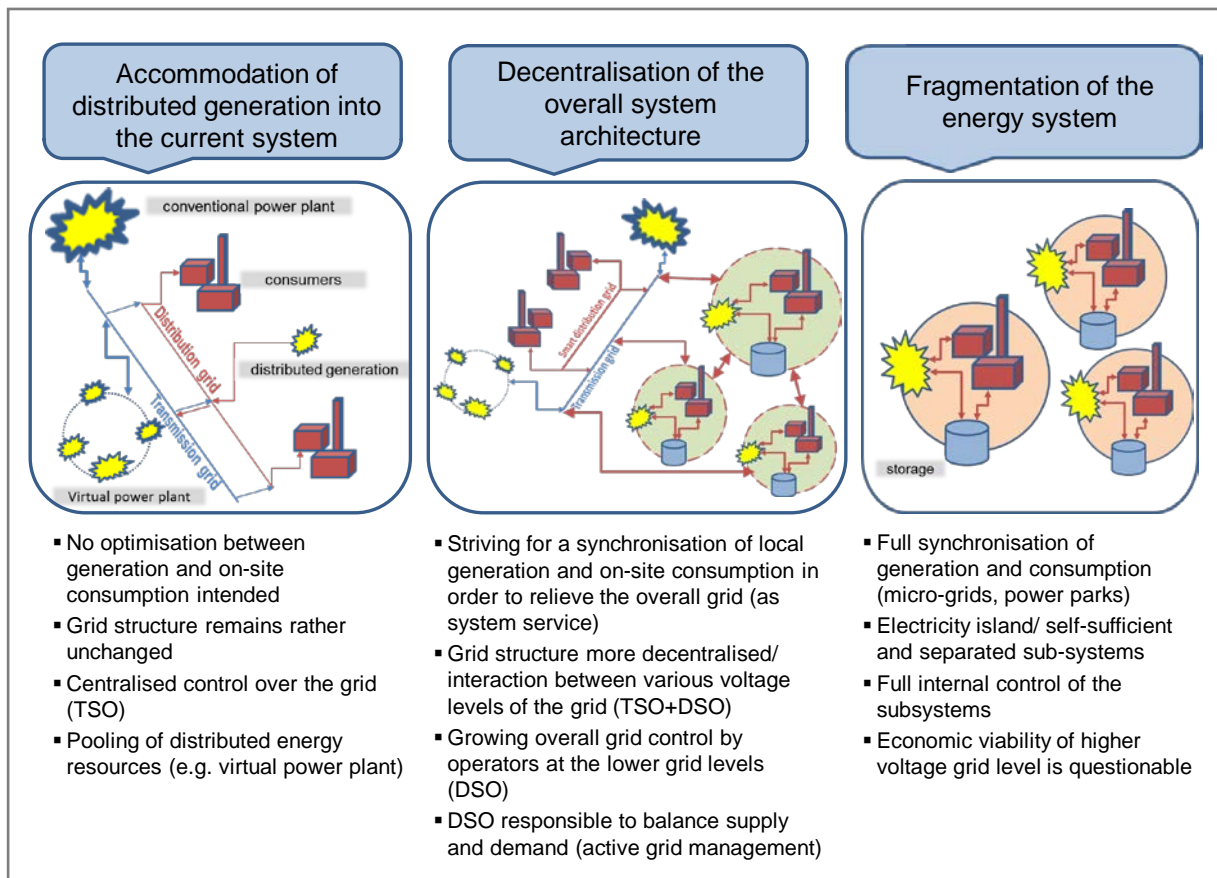 Accommodation of
distributed generation into
the current system
Decentralisation of the
overall system
architecture
Fragmentation of the
energy system
conventional power plant
consumers
Distribution grid
distributed generation
Transmission grid
Virtual power plant
Smart distribution grid
Transmission grid
storage
▪ No optimisation between
generation and on-site
consumption intended
▪ Grid structure remains rather
unchanged
▪ Centralised control over the grid
(TSO)
▪ Pooling of distributed energy
resources (e.g. virtual power plant)
▪ Striving for a synchronisation of local
generation and on-site consumption in
order to relieve the overall grid (as
system service)
▪ Grid structure more decentralised/
interaction between various voltage
levels of the grid (TSO+DSO)
▪ Growing overall grid control by
operators at the lower grid levels
(DSO)
▪ DSO responsible to balance supply
and demand (active grid management)
▪ Full synchronisation of
generation and consumption
(micro-grids, power parks)
▪ Electricity island/ self-sufficient
and separated sub-systems
▪ Full internal control of the
subsystems
▪ Economic viability of higher
voltage grid level is questionable